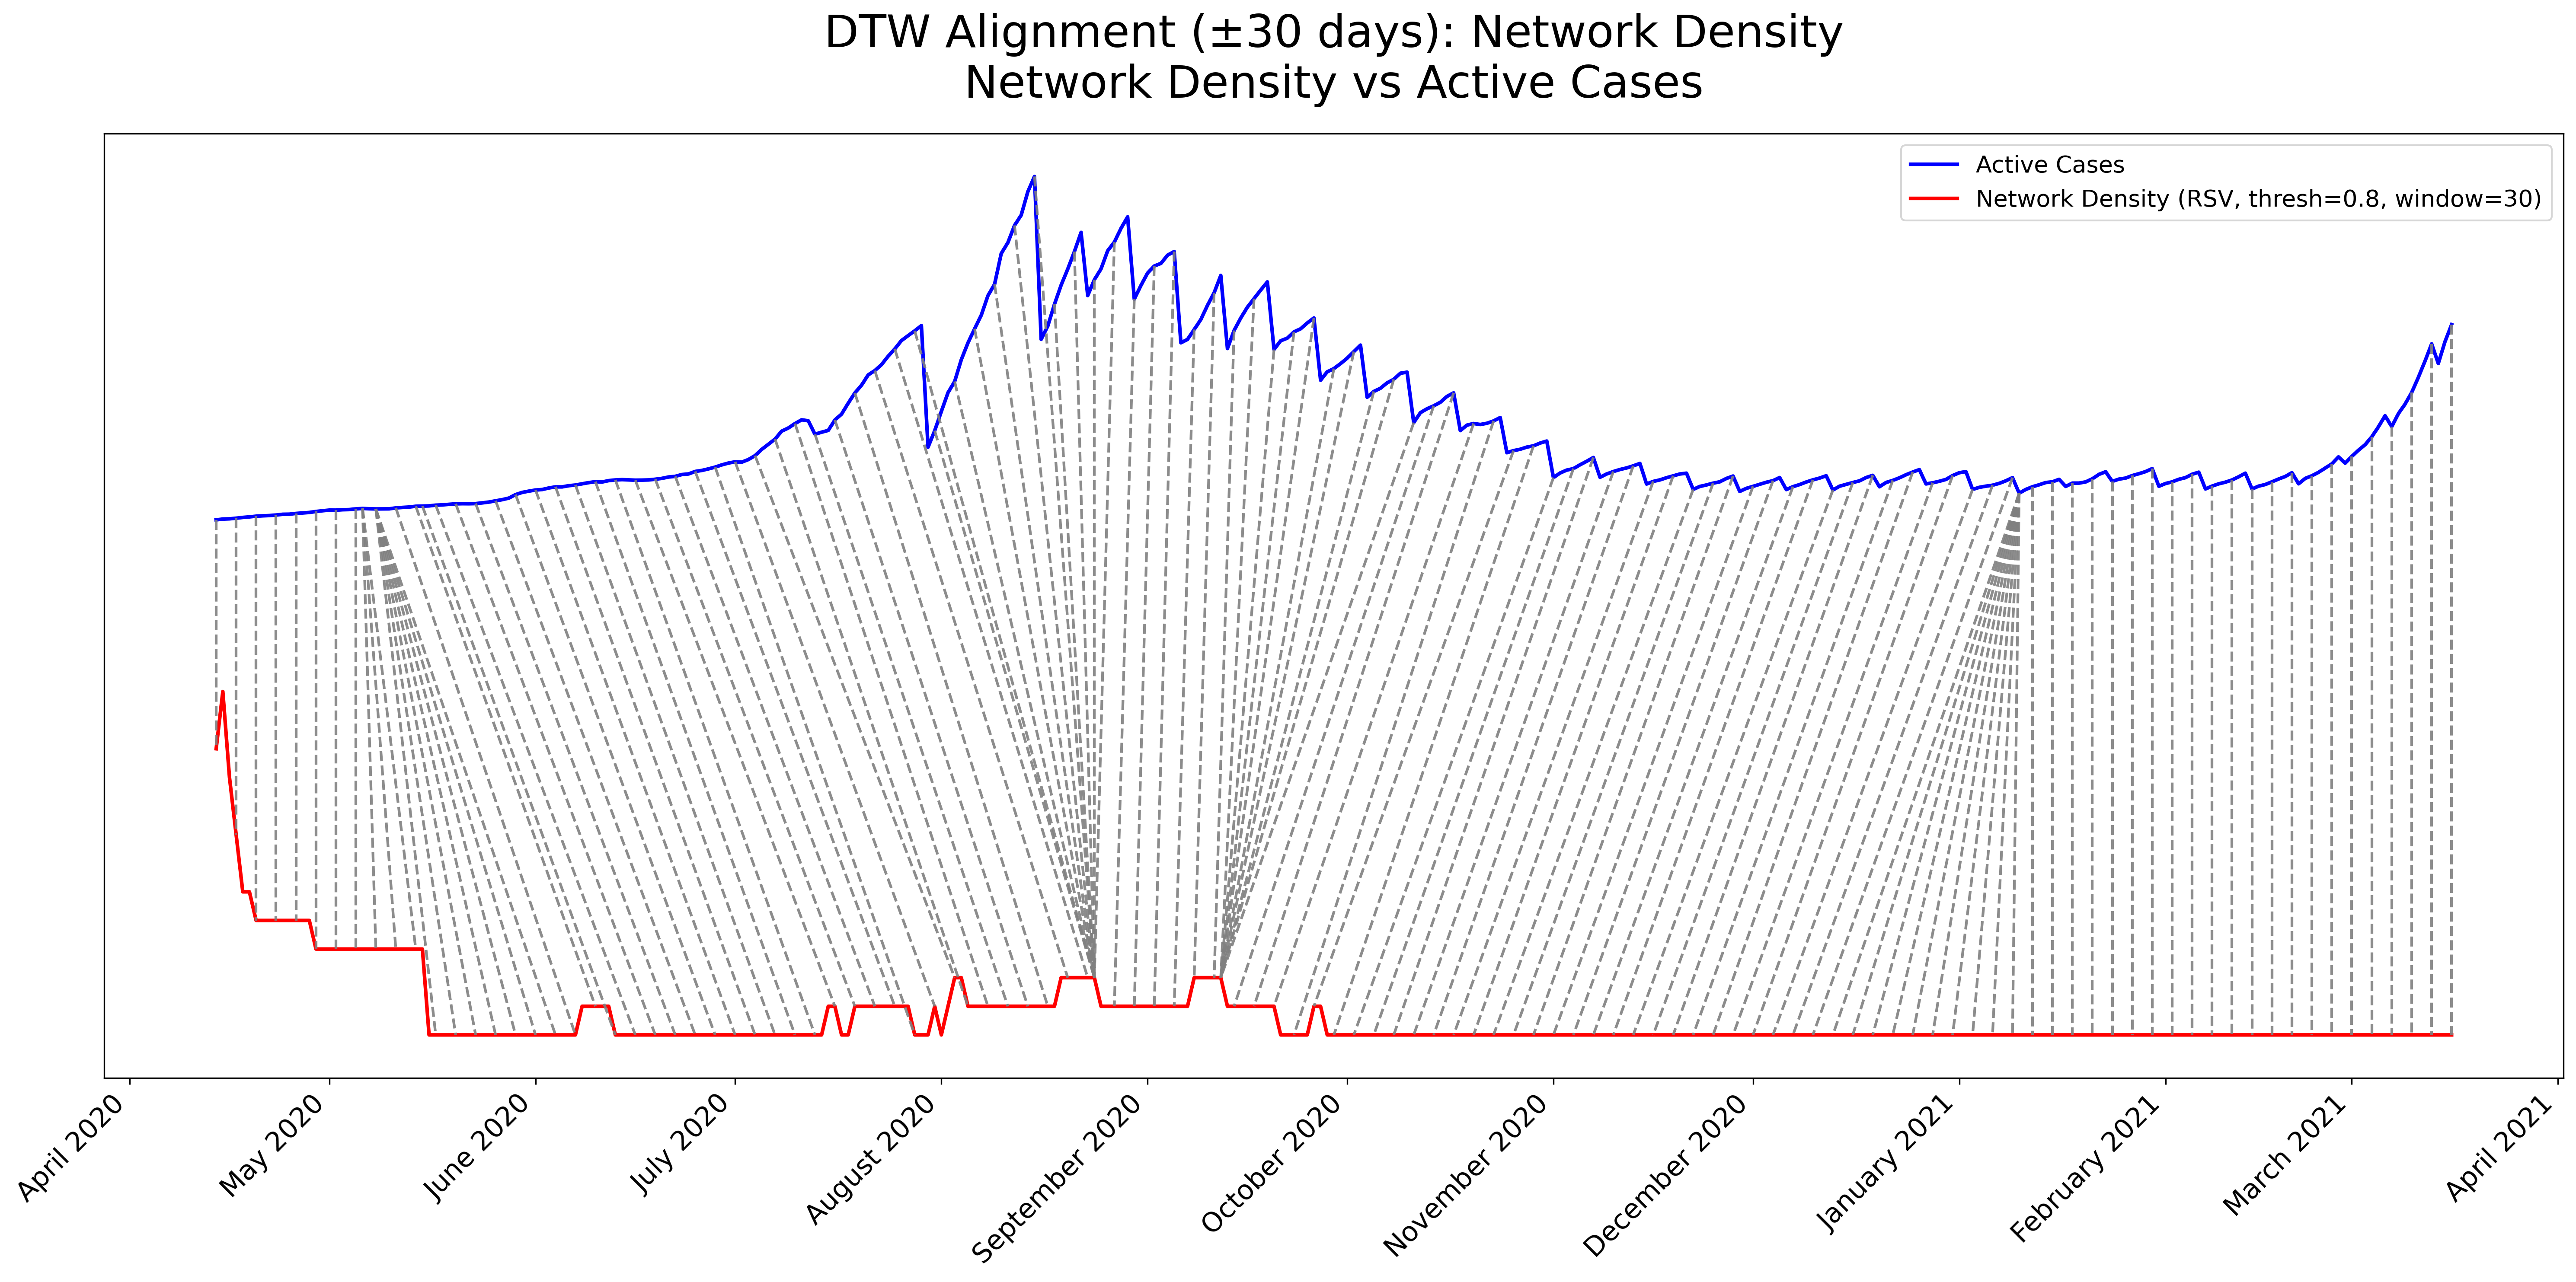 DTW Alignment (±30 days): Network Density
Network Density vs Active Cases
Active Cases
Network Density (RSV, thresh=0.8, window=30)
April 2020
May 2020
June 2020
July 2020
August 2020
September 2020
October 2020
November 2020
December 2020
January 2021
February 2021
March 2021
April 2021